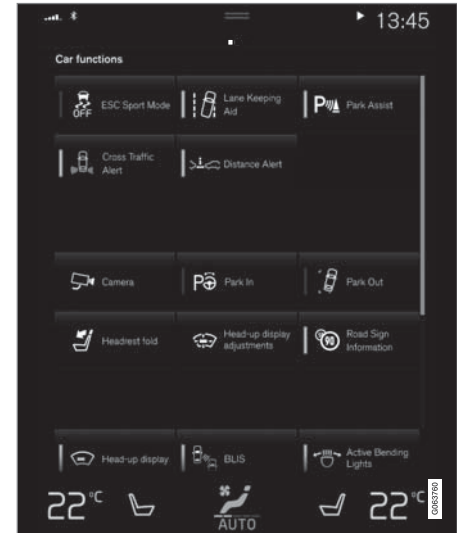 13:45
Car functions
OFF
ESC Sport Mode
Lane Keeping
Aid
P
Park Assist
Cross Traffic
Alert
Distance Alert
Camera
P
Park In
Park Out
Headrest fold
Head-up display
adjustments
90
Road Sign
Information
Head-up display
BLIS
Active Bending
Lights
22°C
AUTO
22°C
G063760